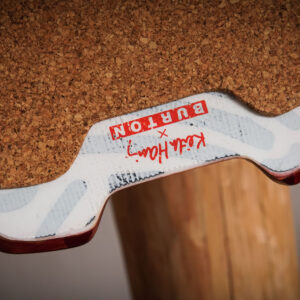 BURTON
×
Keith Haring